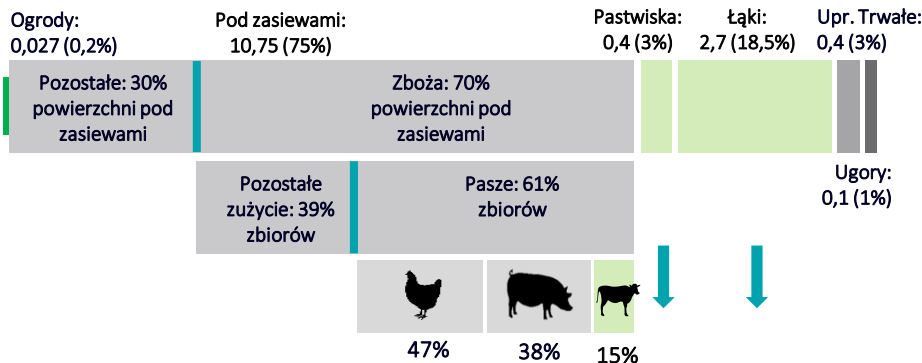 Ogrody:
0,027 (0,2%)
Pod zasiewami:
10,75 (75%)
Pastwiska:
0,4 (3%)
Łąki:
2,7 (18,5%)
Upr. Trwałe:
0,4 (3%)
Pozostałe: 30%
powierzchni pod
zasiewami
Zboża: 70%
powierzchni pod
zasiewami
Ugory:
0,1 (1%)
Pozostałe
zużycie: 39%
zbiorów
Pasze: 61%
zbiorów
47%
38%
15%